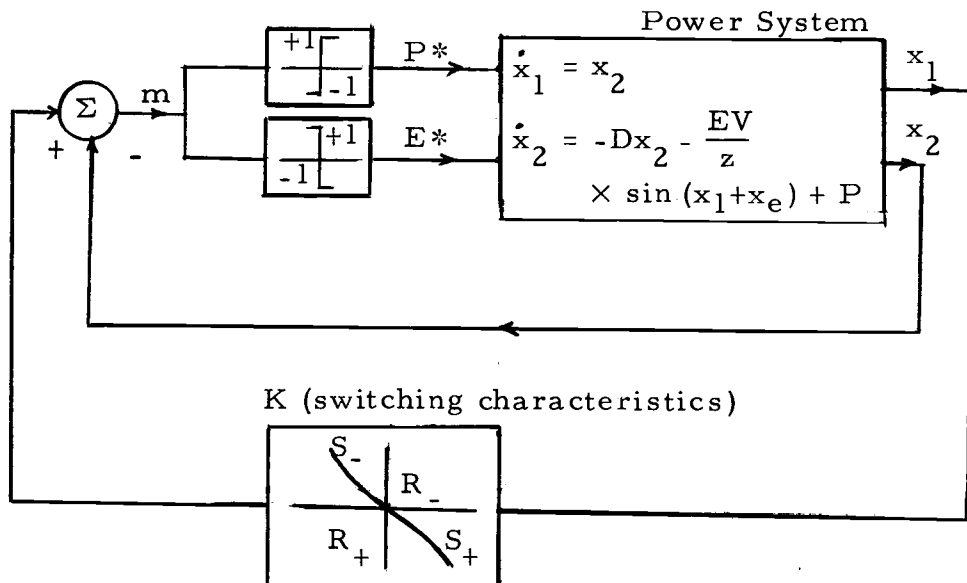 Power System
+1
-1
P*
ẋ₁ = x₂
x₁
Σ
m
+
-
+1
-1
E*
ẋ₂ = -Dx₂ - EV/z
× sin (x₁+xₑ) + P
x₂
K (switching characteristics)
S₋
R₋
R₊
S₊